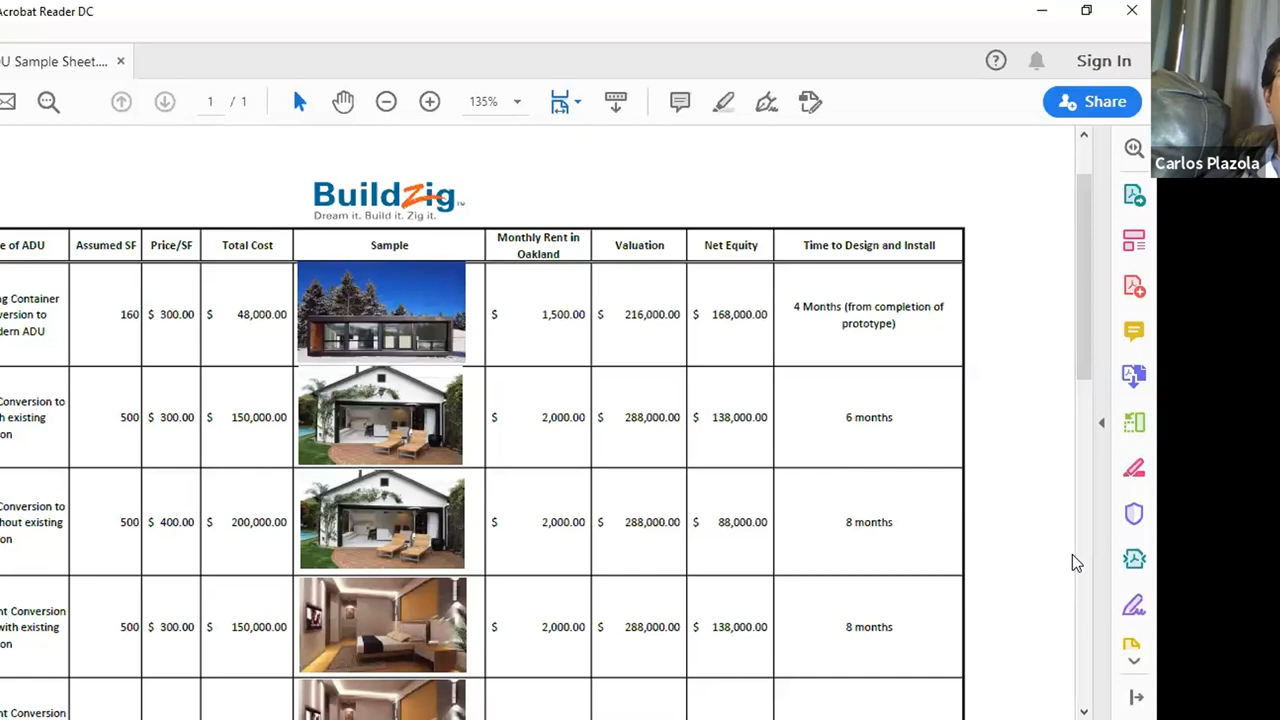 Acrobat Reader DC
U Sample Sheet....
Sign In
1 / 1
135%
Share
Carlos Plazola
BuildZig
Dream it. Build it. Zig it.
e of ADU Assumed SF Price/SF Total Cost Sample Monthly Rent in Oakland Valuation Net Equity Time to Design and Install
g Container
version to
dern ADU
160 $ 300.00 $ 48,000.00 $ 1,500.00 $ 216,000.00 $ 168,000.00
4 Months (from completion of
prototype)
Conversion to
th existing
on
500 $ 300.00 $ 150,000.00 $ 2,000.00 $ 288,000.00 $ 138,000.00 6 months
Conversion to
hout existing
on
500 $ 400.00 $ 200,000.00 $ 2,000.00 $ 288,000.00 $ 88,000.00 8 months
nt Conversion
with existing
on
500 $ 300.00 $ 150,000.00 $ 2,000.00 $ 288,000.00 $ 138,000.00 8 months
nt Conversion